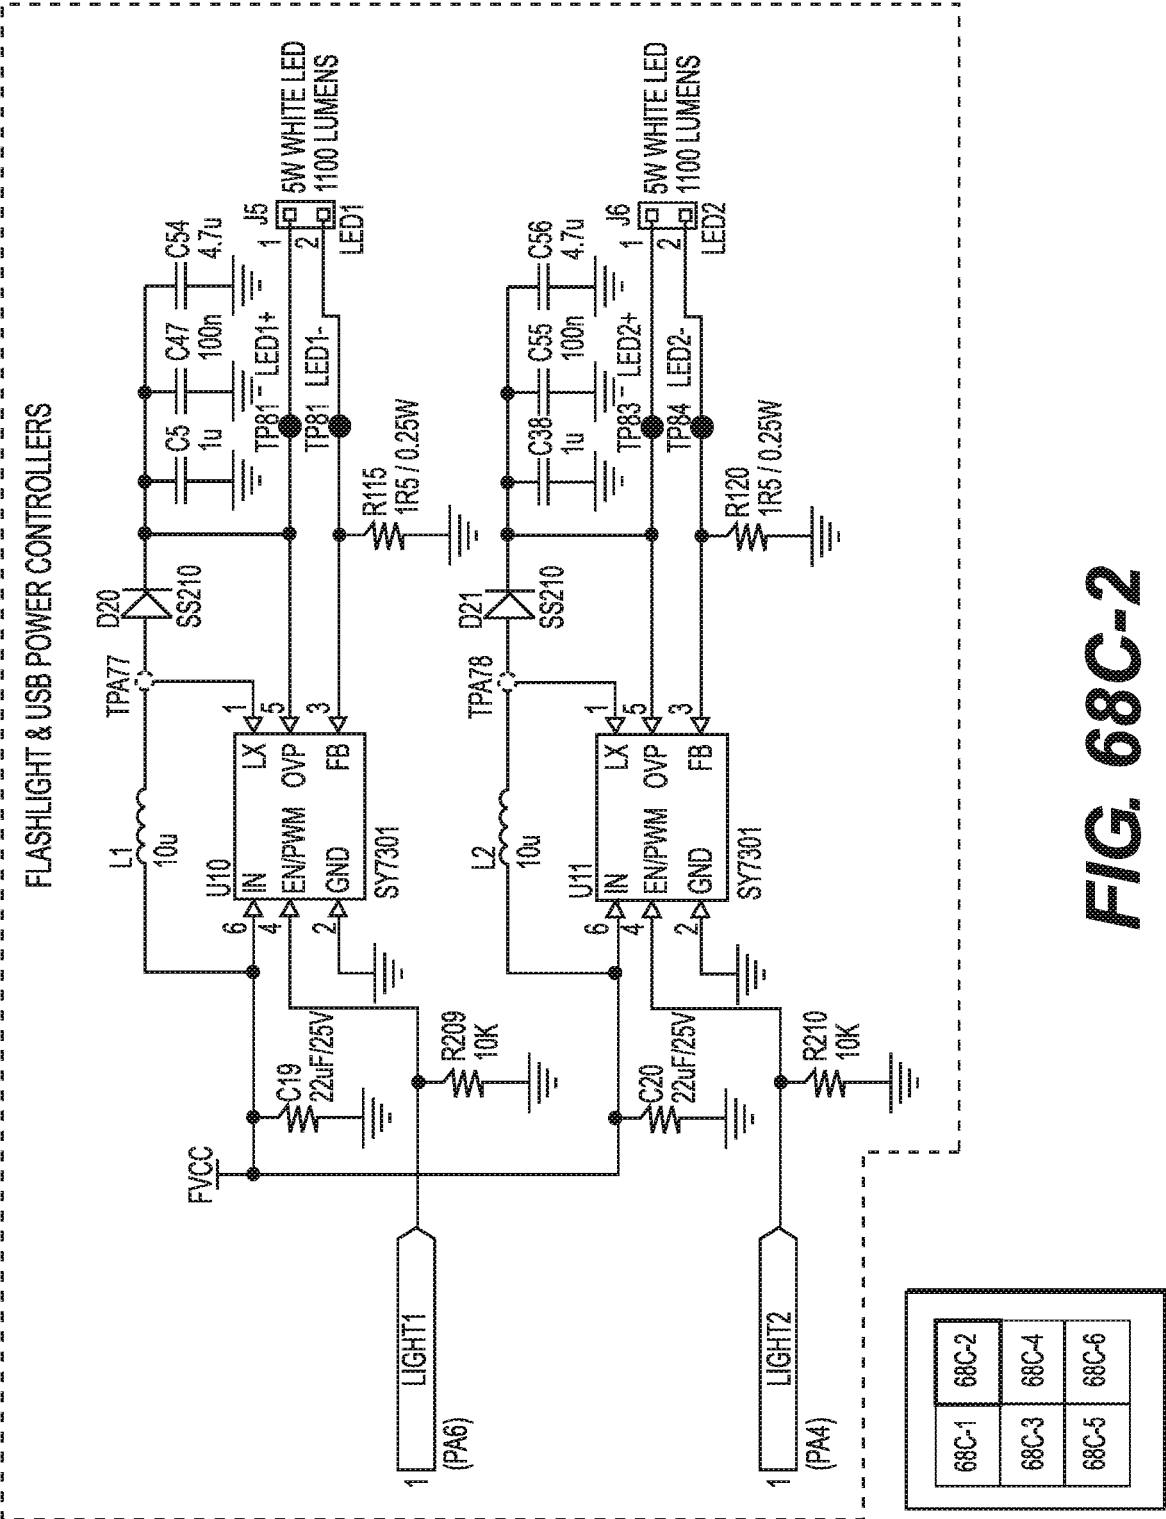 FLASHLIGHT & USB POWER CONTROLLERS
FVCC
C19
22uF/25V
L1
10u
TPA77
D20
SS210
C5
1u
C47
100n
C54
4.7u
U10
6 IN LX 1
4 EN/PWM OVP 5
2 GND FB 3
SY7301
TP81 LED1+
TP81 LED1-
J5
1
2
LED1
5W WHITE LED
1100 LUMENS
R115
1R5 / 0.25W
R209
10K
1 LIGHT1
(PA6)
C20
22uF/25V
L2
10u
TPA78
D21
SS210
C38
1u
C55
100n
C56
4.7u
U11
6 IN LX 1
4 EN/PWM OVP 5
2 GND FB 3
SY7301
TP83 LED2+
TP84 LED2-
J6
1
2
LED2
5W WHITE LED
1100 LUMENS
R120
1R5 / 0.25W
R210
10K
1 LIGHT2
(PA4)
68C-1 68C-2
68C-3 68C-4
68C-5 68C-6
FIG. 68C-2